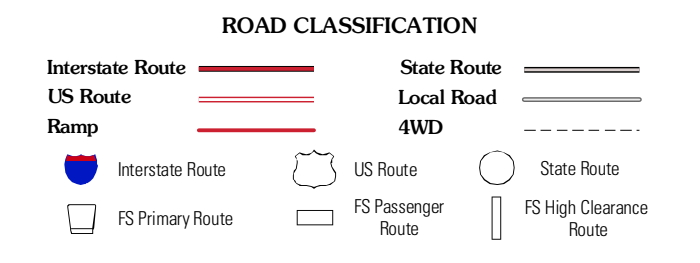 ROAD CLASSIFICATION
Interstate Route
State Route
US Route
Local Road
Ramp
4WD
Interstate Route
US Route
State Route
FS Primary Route
FS Passenger
Route
FS High Clearance
Route